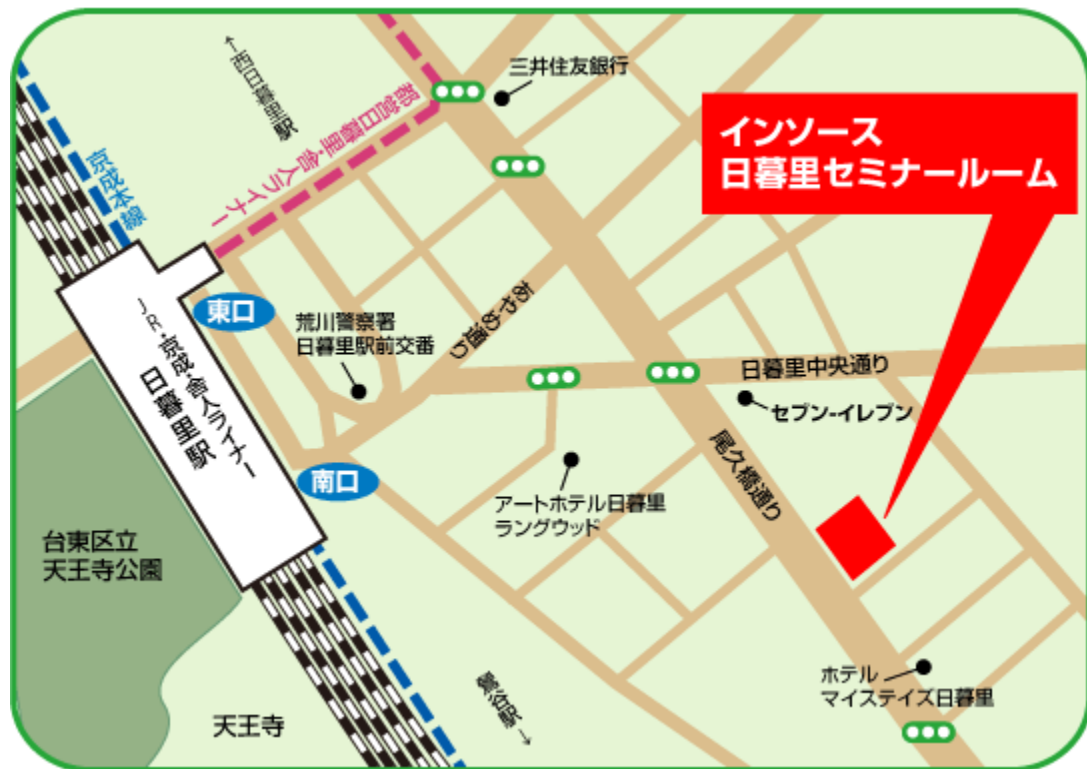 ←西日暮里駅
三井住友銀行
都営日暮里・舎人ライナー
京成本線
インソース
日暮里セミナールーム
東口
荒川警察署
日暮里駅前交番
あやめ通り
JR・京成・舎人ライナー
日暮里駅
日暮里中央通り
セブン-イレブン
南口
尾久橋通り
アートホテル日暮里
ラングウッド
台東区立
天王寺公園
ホテル
マイステイズ日暮里
鶯谷駅→
天王寺